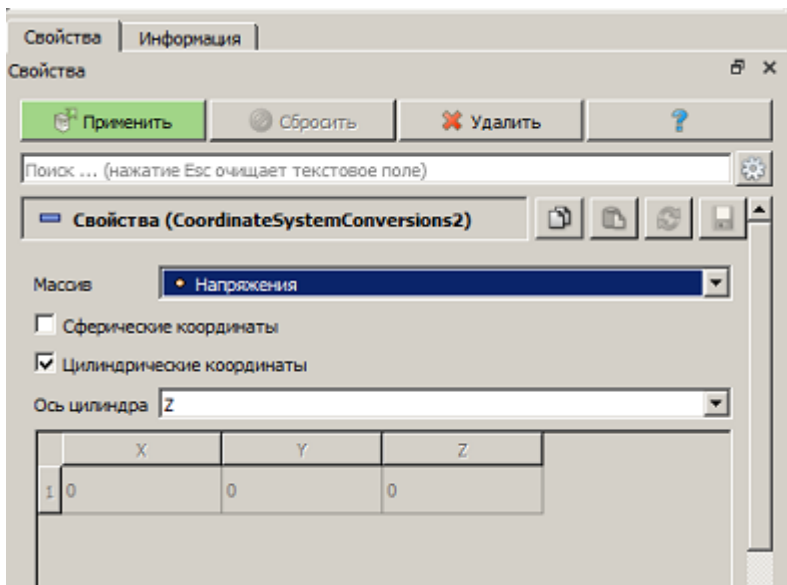 Свойства Информация
Свойства
Применить Сбросить Удалить ?
Поиск ... (нажатие Esc очищает текстовое поле)
Свойства (CoordinateSystemConversions2)
Массив Напряжения
Сферические координаты
Цилиндрические координаты
Ось цилиндра Z
X Y Z
1 0 0 0